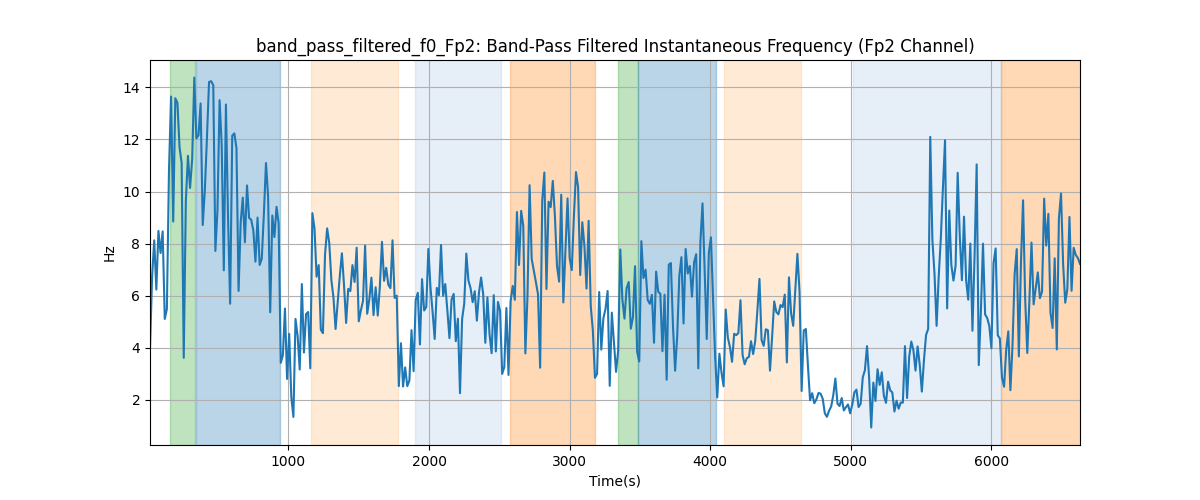 band_pass_filtered_f0_Fp2: Band-Pass Filtered Instantaneous Frequency (Fp2 Channel)
14
12
10
8
6
4
2
Hz
1000 2000 3000 4000 5000 6000
Time(s)